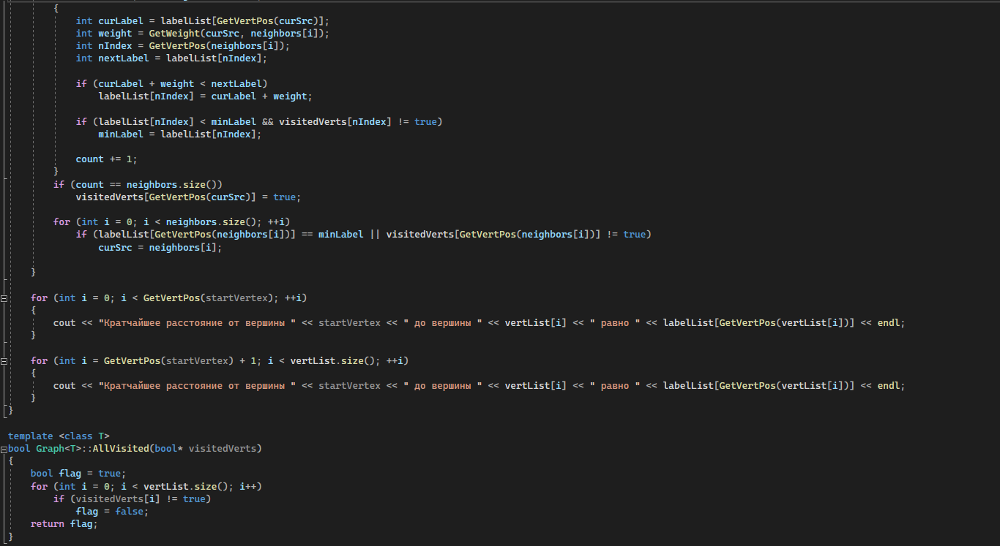 {
int curLabel = labelList[GetVertPos(curSrc)];
int weight = GetWeight(curSrc, neighbors[i]);
int nIndex = GetVertPos(neighbors[i]);
int nextLabel = labelList[nIndex];
if (curLabel + weight < nextLabel)
labelList[nIndex] = curLabel + weight;
if (labelList[nIndex] < minLabel && visitedVerts[nIndex] != true)
minLabel = labelList[nIndex];
count += 1;
}
if (count == neighbors.size())
visitedVerts[GetVertPos(curSrc)] = true;
for (int i = 0; i < neighbors.size(); ++i)
if (labelList[GetVertPos(neighbors[i])] == minLabel || visitedVerts[GetVertPos(neighbors[i])] != true)
curSrc = neighbors[i];
}
for (int i = 0; i < GetVertPos(startVertex); ++i)
{
cout << "Кратчайшее расстояние от вершины " << startVertex << " до вершины " << vertList[i] << " равно " << labelList[GetVertPos(vertList[i])] << endl;
}
for (int i = GetVertPos(startVertex) + 1; i < vertList.size(); ++i)
{
cout << "Кратчайшее расстояние от вершины " << startVertex << " до вершины " << vertList[i] << " равно " << labelList[GetVertPos(vertList[i])] << endl;
}
}
template <class T>
bool Graph<T>::AllVisited(bool* visitedVerts)
{
bool flag = true;
for (int i = 0; i < vertList.size(); i++)
if (visitedVerts[i] != true)
flag = false;
return flag;
}